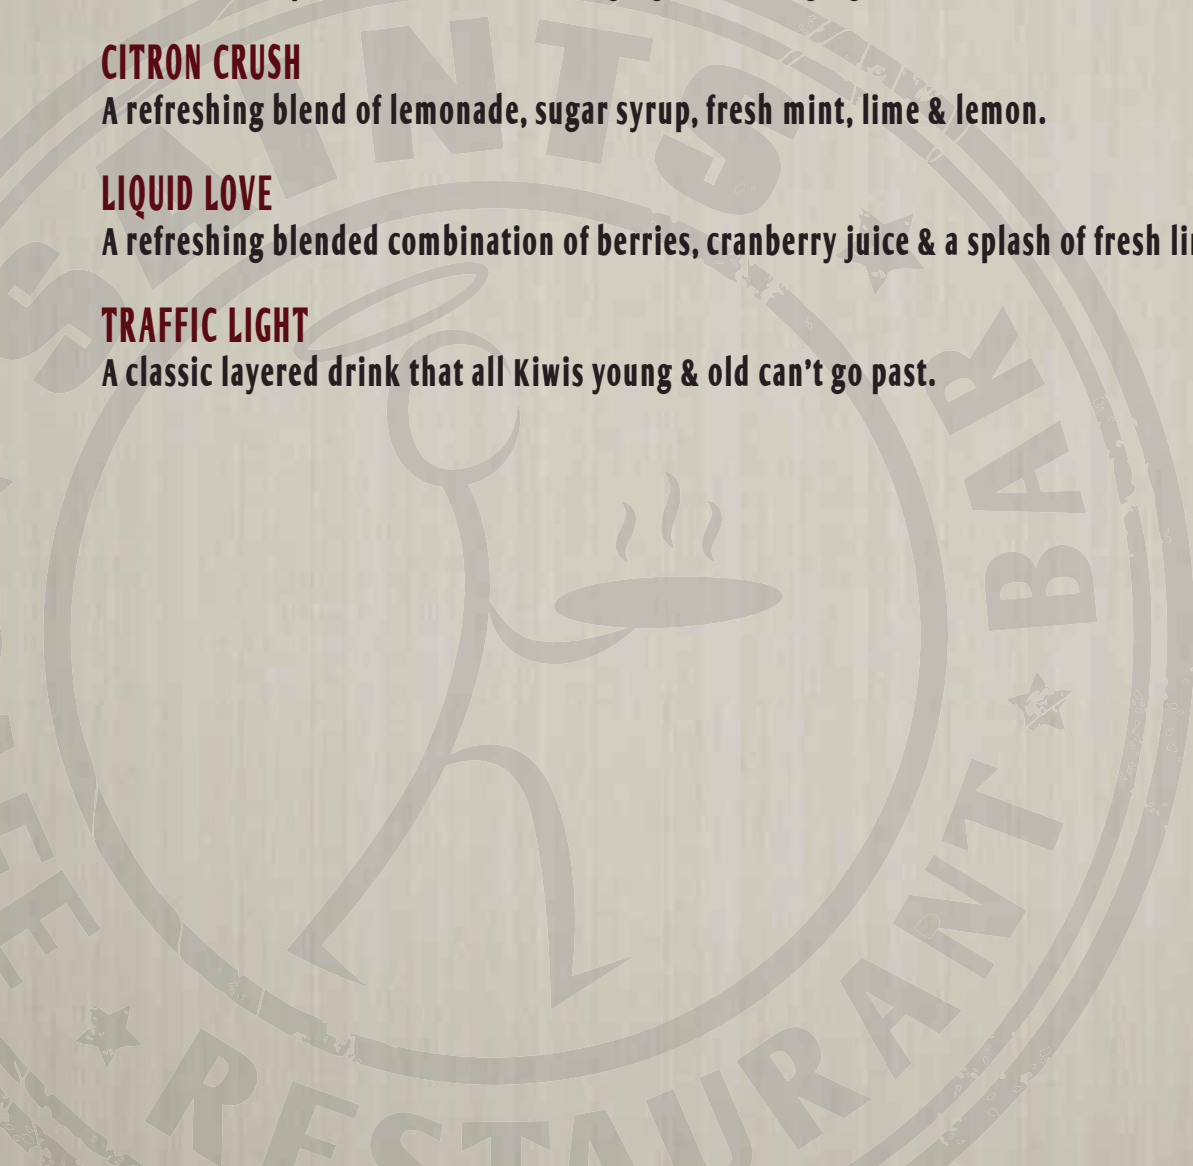 CITRON CRUSH
A refreshing blend of lemonade, sugar syrup, fresh mint, lime & lemon.
LIQUID LOVE
A refreshing blended combination of berries, cranberry juice & a splash of fresh
TRAFFIC LIGHT
A classic layered drink that all Kiwis young & old can't go past.
SAINTS
BAR
RESTAURANT